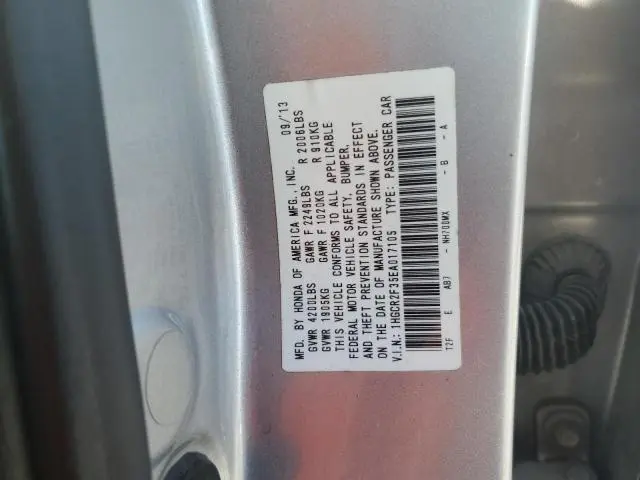 MFD. BY HONDA OF AMERICA MFG., INC. 09/'13
GVWR 4200LBS GAWR F 2249LBS R 2006LBS
GVWR 1905KG GAWR F 1020KG R 910KG
THIS VEHICLE CONFORMS TO ALL APPLICABLE
FEDERAL MOTOR VEHICLE SAFETY, BUMPER,
AND THEFT PREVENTION STANDARDS IN EFFECT
ON THE DATE OF MANUFACTURE SHOWN ABOVE.
V.I.N.: 1HGCR2F35EA017105 TYPE: PASSENGER CAR
T2F E AB7 - NH700MX - B - A